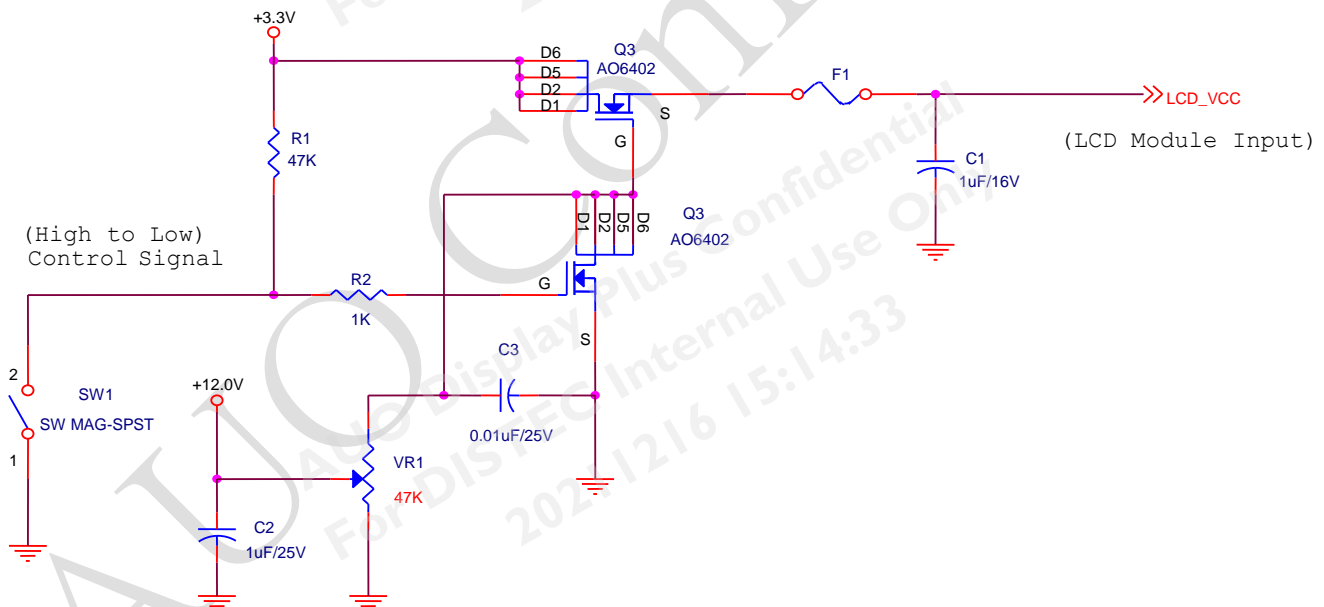 +3.3V
D6
D5
D2
D1
Q3
AO6402
S
G
F1
LCD_VCC
(LCD Module Input)
C1
1uF/16V
R1
47K
D1
D2
D5
D6
Q3
AO6402
(High to Low)
Control Signal
R2
1K
G
S
C3
0.01uF/25V
2
SW1
SW MAG-SPST
1
+12.0V
VR1
47K
C2
1uF/25V
AUO Display Plus Confidential
For DISTEC Internal Use Only
20211216 15:14:33